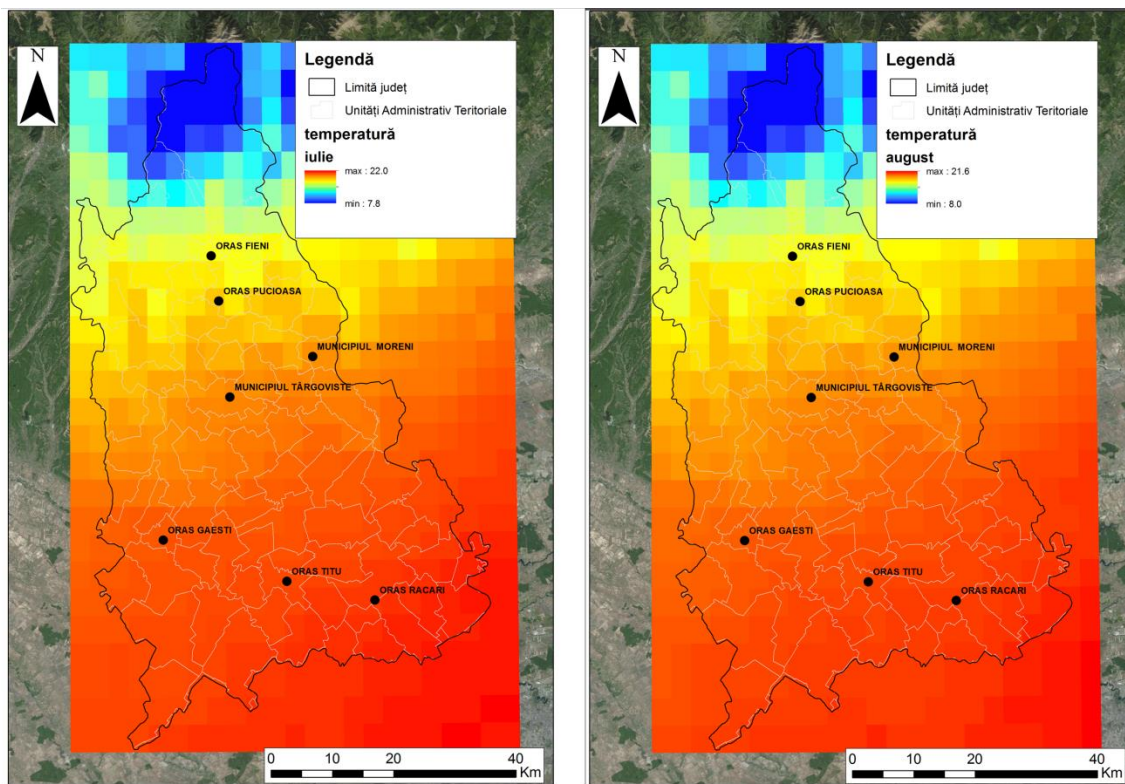 N
Legendă
Limită județ
Unități Administrativ Teritoriale
temperatură
iulie
max : 22.0
min : 7.8
ORAS FIENI
ORAS PUCIOASA
MUNICIPIUL MORENI
MUNICIPIUL TÂRGOVISTE
ORAS GAESTI
ORAS TITU
ORAS RACARI
0 10 20 40
Km
N
Legendă
Limită județ
Unități Administrativ Teritoriale
temperatură
august
max : 21.6
min : 8.0
ORAS FIENI
ORAS PUCIOASA
MUNICIPIUL MORENI
MUNICIPIUL TÂRGOVISTE
ORAS GAESTI
ORAS TITU
ORAS RACARI
0 10 20 40
Km